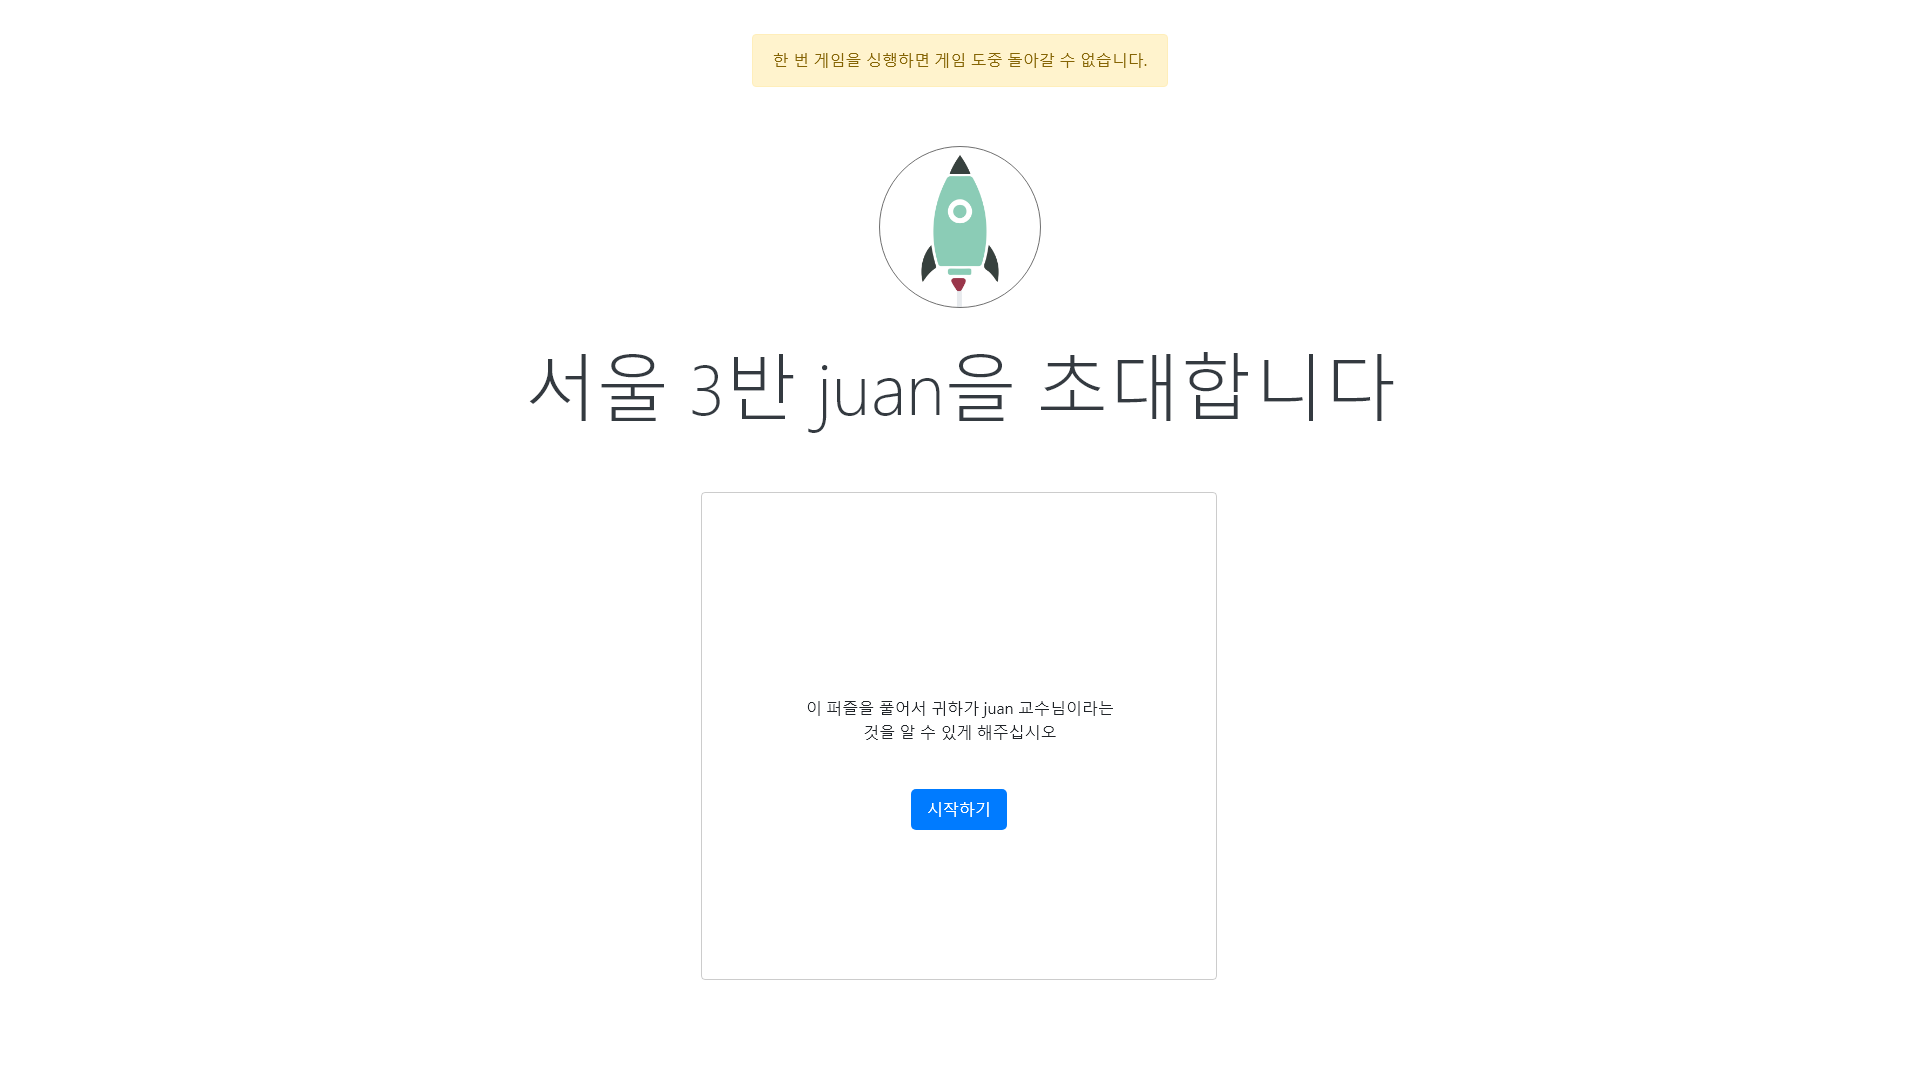 한 번 게임을 싱행하면 게임 도중 돌아갈 수 없습니다.
서울 3반 juan을 초대합니다
이 퍼즐을 풀어서 귀하가 juan 교수님이라는
것을 알 수 있게 해주십시오
시작하기